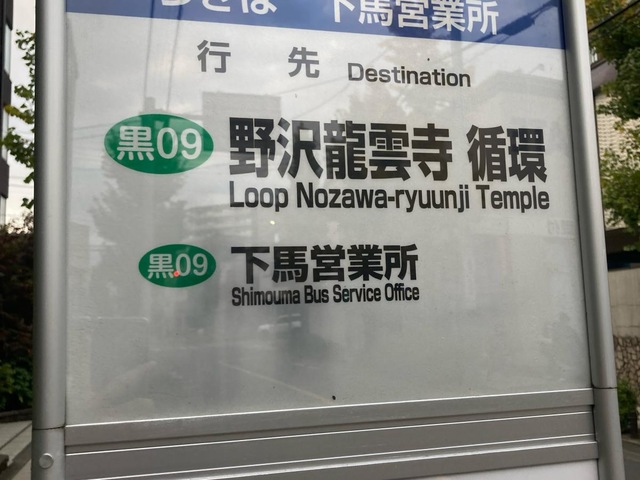 下馬営業所
行先 Destination
黒09 野沢龍雲寺 循環
Loop Nozawa-ryuunji Temple
黒09 下馬営業所
Shimouma Bus Service Office